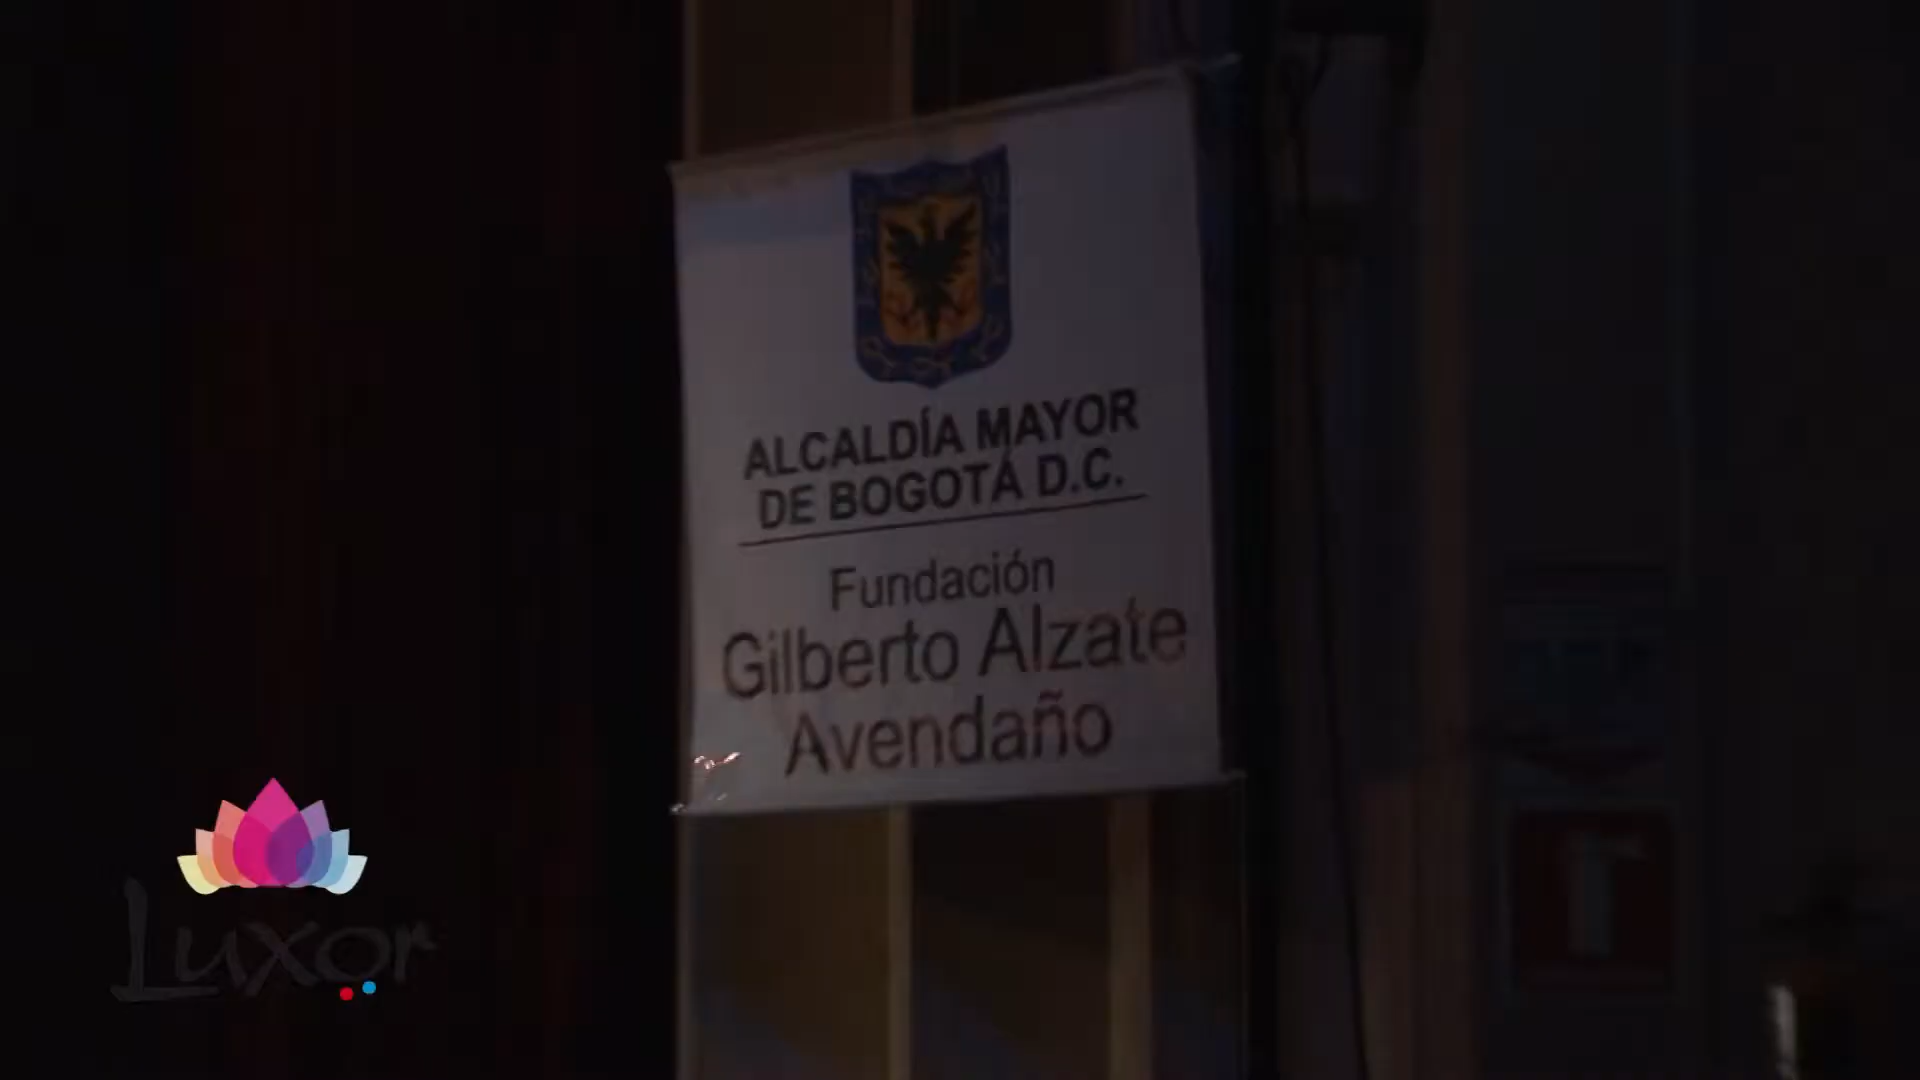 ALCALDÍA MAYOR
DE BOGOTÁ D.C.
Fundación
Gilberto Alzate
Avendaño
Luxor